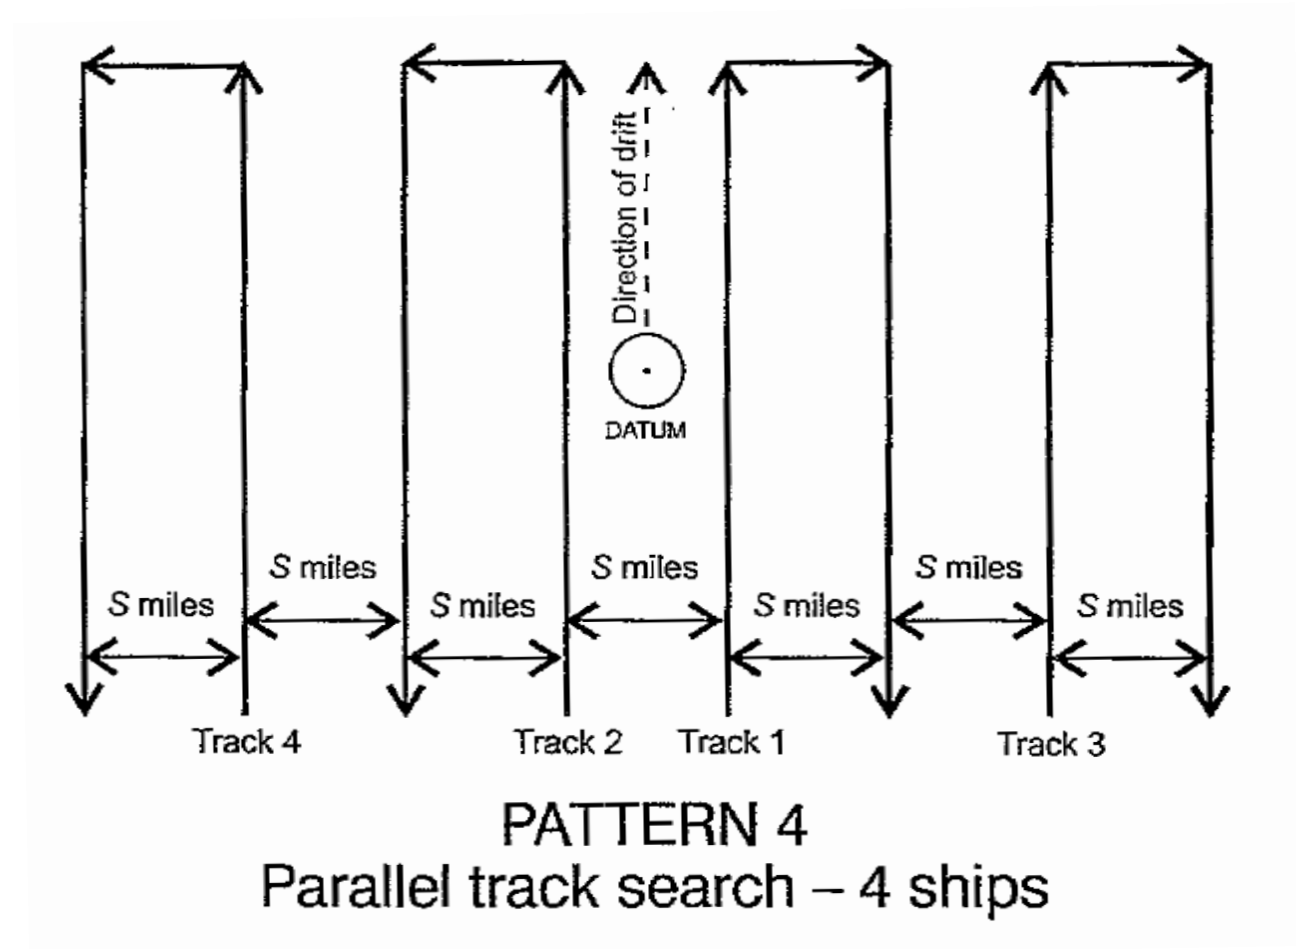 Direction of drift
DATUM
S miles
S miles
S miles
S miles
S miles
S miles
S miles
Track 4
Track 2
Track 1
Track 3
PATTERN 4
Parallel track search – 4 ships